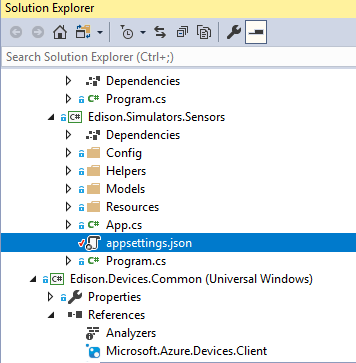 Solution Explorer
Search Solution Explorer (Ctrl+;)
Dependencies
C# Program.cs
C# Edison.Simulators.Sensors
Dependencies
Config
Helpers
Models
Resources
C# App.cs
appsettings.json
C# Program.cs
C# Edison.Devices.Common (Universal Windows)
Properties
References
Analyzers
Microsoft.Azure.Devices.Client